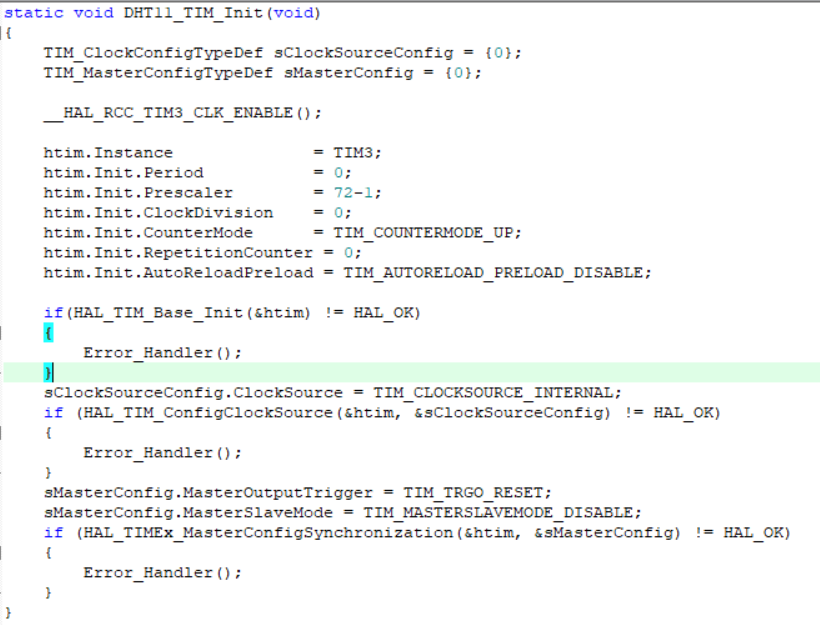 static void DHT11_TIM_Init(void)
{
    TIM_ClockConfigTypeDef sClockSourceConfig = {0};
    TIM_MasterConfigTypeDef sMasterConfig = {0};

    __HAL_RCC_TIM3_CLK_ENABLE();

    htim.Instance              = TIM3;
    htim.Init.Period           = 0;
    htim.Init.Prescaler        = 72-1;
    htim.Init.ClockDivision    = 0;
    htim.Init.CounterMode      = TIM_COUNTERMODE_UP;
    htim.Init.RepetitionCounter = 0;
    htim.Init.AutoReloadPreload = TIM_AUTORELOAD_PRELOAD_DISABLE;

    if(HAL_TIM_Base_Init(&htim) != HAL_OK)
    {
        Error_Handler();
    }
    sClockSourceConfig.ClockSource = TIM_CLOCKSOURCE_INTERNAL;
    if (HAL_TIM_ConfigClockSource(&htim, &sClockSourceConfig) != HAL_OK)
    {
        Error_Handler();
    }
    sMasterConfig.MasterOutputTrigger = TIM_TRGO_RESET;
    sMasterConfig.MasterSlaveMode = TIM_MASTERSLAVEMODE_DISABLE;
    if (HAL_TIMEx_MasterConfigSynchronization(&htim, &sMasterConfig) != HAL_OK)
    {
        Error_Handler();
    }
}